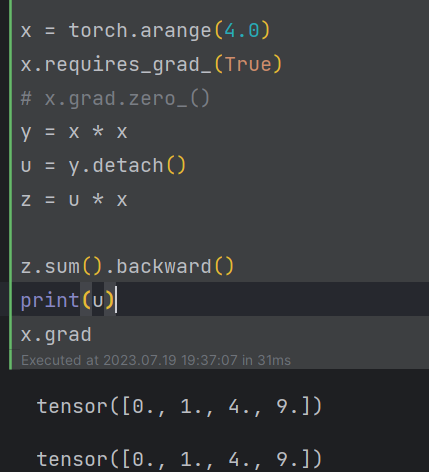 x = torch.arange(4.0)
x.requires_grad_(True)
# x.grad.zero_()
y = x * x
u = y.detach()
z = u * x
z.sum().backward()
print(u)
x.grad
Executed at 2023.07.19 19:37:07 in 31ms
tensor([0., 1., 4., 9.])
tensor([0., 1., 4., 9.])